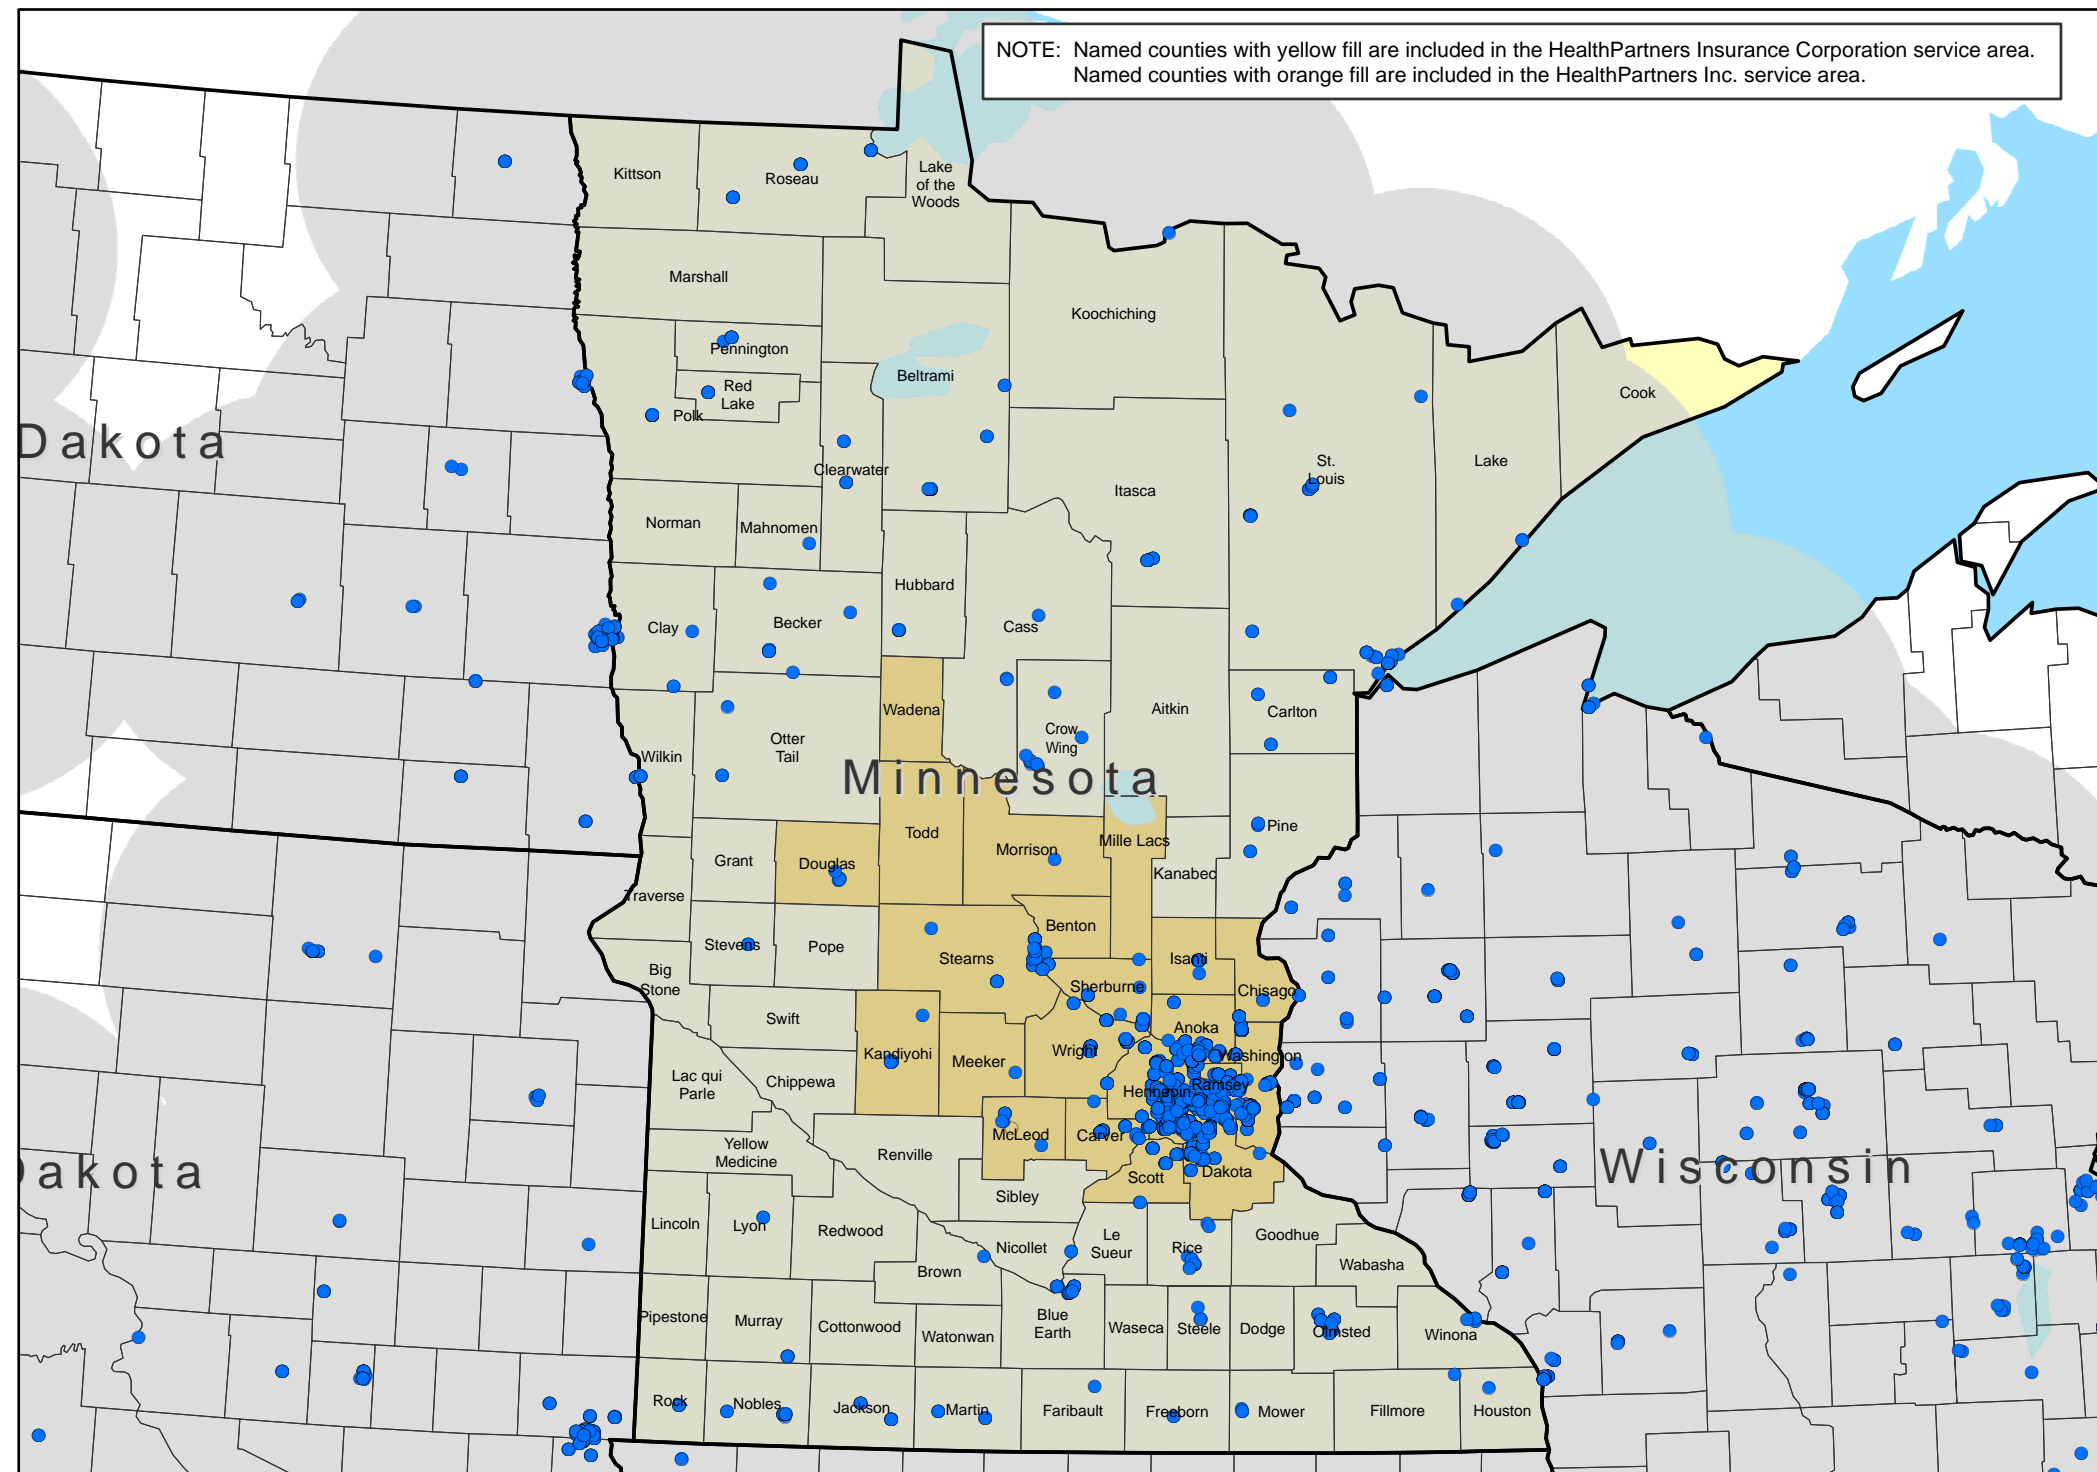 NOTE: Named counties with yellow fill are included in the HealthPartners Insurance Corporation service area.
Named counties with orange fill are included in the HealthPartners Inc. service area.
Kittson
Roseau
Lake
of the
Woods
Marshall
Koochiching
Pennington
Beltrami
Red
Lake
Polk
Cook
Dakota
Clearwater
St.
Louis
Lake
Itasca
Norman
Mahnomen
Hubbard
Clay
Becker
Cass
Wadena
Aitkin
Carlton
Otter
Tail
Crow
Wing
Wilkin
Minnesota
Todd
Morrison
Mille Lacs
Pine
Grant
Douglas
Kanabec
Traverse
Benton
Stevens
Pope
Stearns
Isanti
Big
Stone
Sherburne
Chisago
Swift
Anoka
Kandiyohi
Meeker
Wright
Washington
Lac qui
Parle
Chippewa
Hennepin
Ramsey
McLeod
Carver
Yellow
Medicine
Renville
Dakota
Scott
Dakota
Wisconsin
Sibley
Lincoln
Lyon
Redwood
Nicollet
Le
Sueur
Rice
Goodhue
Brown
Wabasha
Pipestone
Murray
Cottonwood
Watonwan
Blue
Earth
Waseca
Steele
Dodge
Olmsted
Winona
Rock
Nobles
Jackson
Martin
Faribault
Freeborn
Mower
Fillmore
Houston